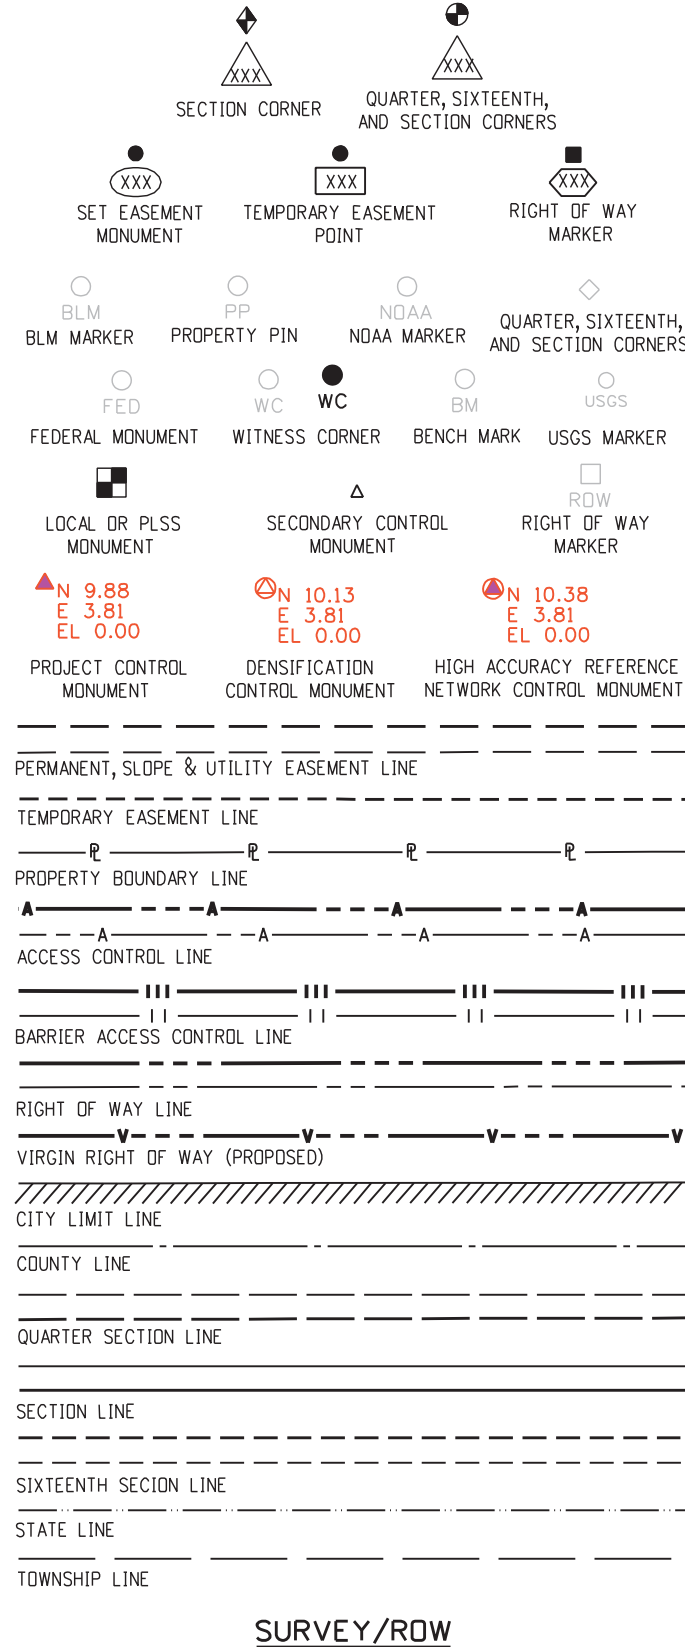 XXX
XXX
SECTION CORNER
QUARTER, SIXTEENTH,
AND SECTION CORNERS
XXX
XXX
XXX
SET EASEMENT
MONUMENT
TEMPORARY EASEMENT
POINT
RIGHT OF WAY
MARKER
BLM
PP
NOAA
BLM MARKER
PROPERTY PIN
NOAA MARKER
QUARTER, SIXTEENTH,
AND SECTION CORNERS
FED
WC
WC
BM
USGS
FEDERAL MONUMENT
WITNESS CORNER
BENCH MARK
USGS MARKER
ROW
LOCAL OR PLSS
MONUMENT
SECONDARY CONTROL
MONUMENT
RIGHT OF WAY
MARKER
N 9.88
E 3.81
EL 0.00
N 10.13
E 3.81
EL 0.00
N 10.38
E 3.81
EL 0.00
PROJECT CONTROL
MONUMENT
DENSIFICATION
CONTROL MONUMENT
HIGH ACCURACY REFERENCE
NETWORK CONTROL MONUMENT
PERMANENT, SLOPE & UTILITY EASEMENT LINE
TEMPORARY EASEMENT LINE
PL PL PL PL
PROPERTY BOUNDARY LINE
A A A A
A A A A
ACCESS CONTROL LINE
BARRIER ACCESS CONTROL LINE
RIGHT OF WAY LINE
V V V V
VIRGIN RIGHT OF WAY (PROPOSED)
CITY LIMIT LINE
COUNTY LINE
QUARTER SECTION LINE
SECTION LINE
SIXTEENTH SECION LINE
STATE LINE
TOWNSHIP LINE
SURVEY/ROW